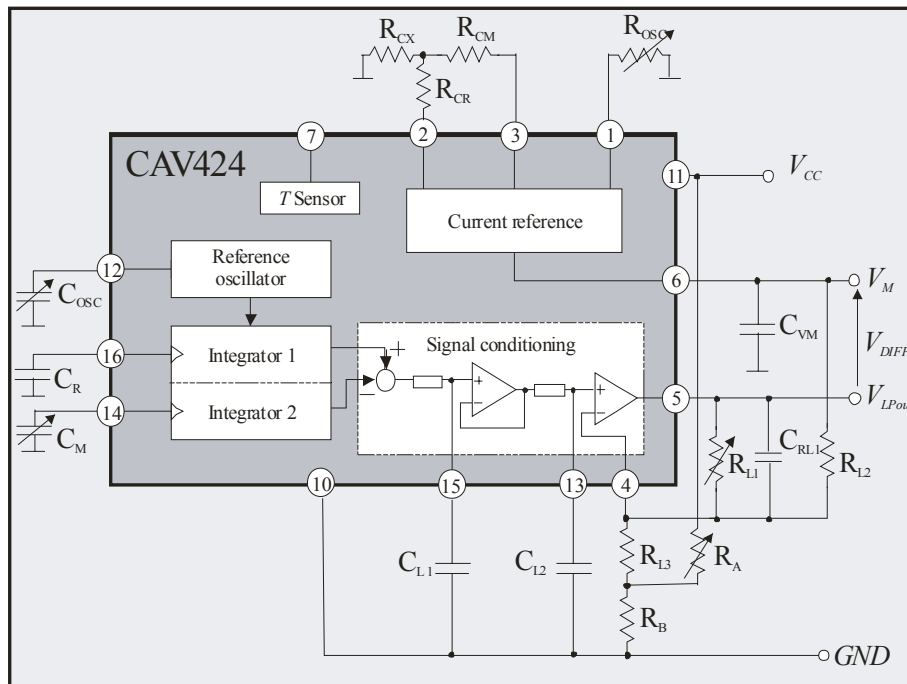 R_CX
R_CM
R_OSC
R_CR
7
2
3
1
CAV424
11
V_CC
T Sensor
Current reference
12
Reference
oscillator
6
V_M
C_OSC
C_VM
16
Integrator 1
+
Signal conditioning
V_DIFF
C_R
−
+
−
+
−
5
V_LPout
14
Integrator 2
C_M
R_L1
C_RL1
R_L2
10
15
13
4
C_L1
C_L2
R_L3
R_A
R_B
GND